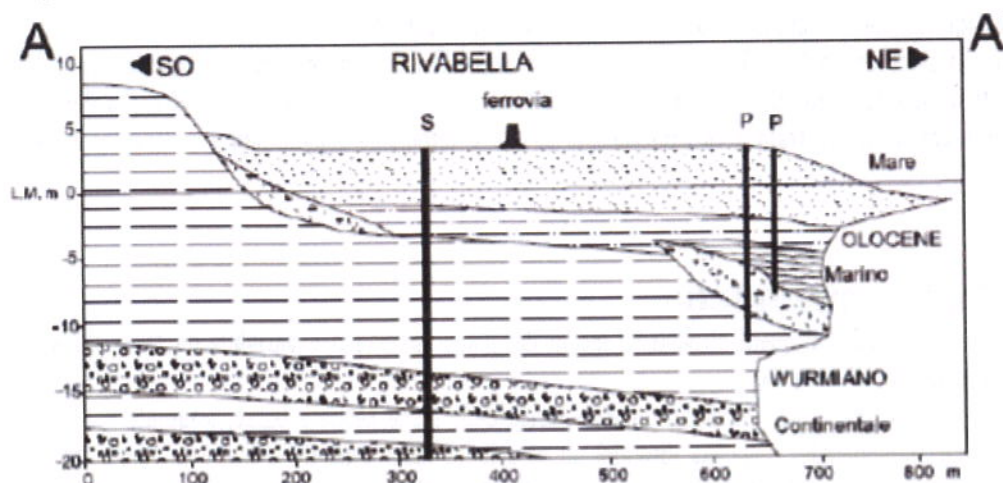 A A
10 SO RIVABELLA NE
ferrovia
5 S P P
Mare
L.M. m 0
OLOCENE
-5 Marino
-10
WURMIANO
-15
Continentale
-20
0 100 200 300 400 500 600 700 800 m